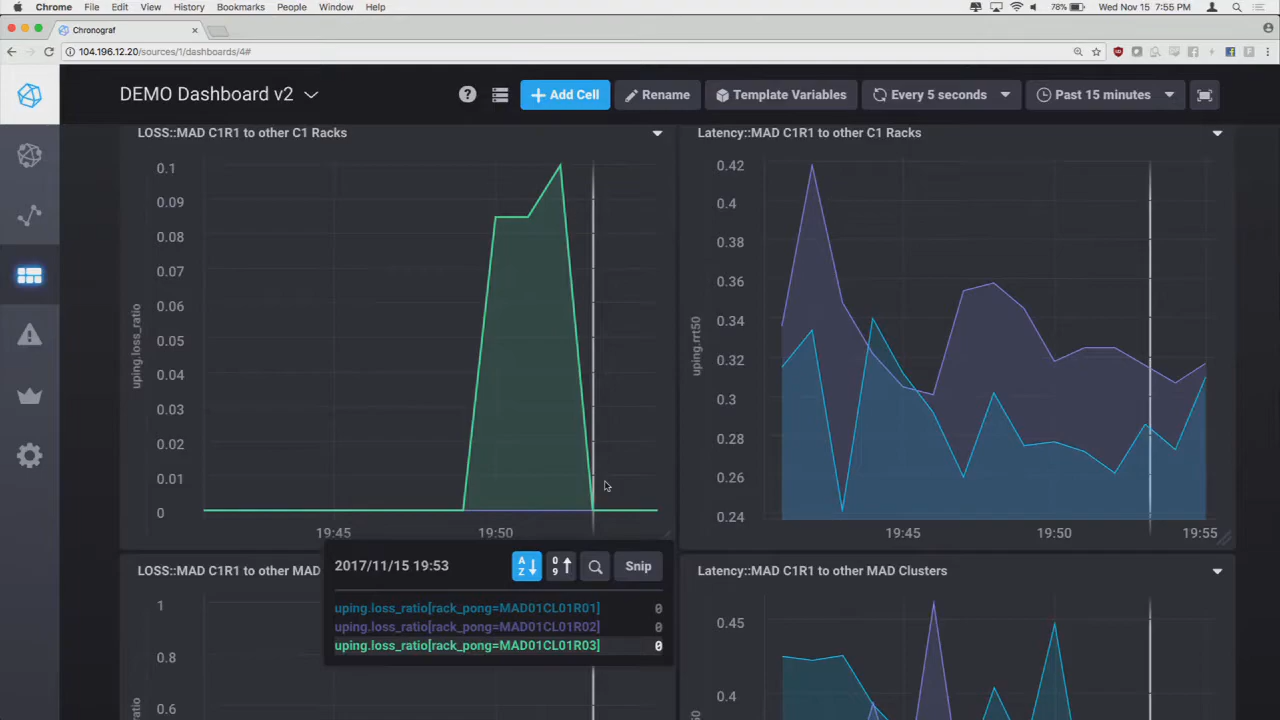 Chrome File Edit View History Bookmarks People Window Help
78% Wed Nov 15 7:55 PM
Chronograf
104.196.12.20/sources/1/dashboards/4#
DEMO Dashboard v2
? + Add Cell Rename Template Variables Every 5 seconds Past 15 minutes
LOSS::MAD C1R1 to other C1 Racks
uping.loss_ratio
0.1
0.09
0.08
0.07
0.06
0.05
0.04
0.03
0.02
0.01
0
19:45 19:50
Latency::MAD C1R1 to other C1 Racks
uping.rrt50
0.42
0.4
0.38
0.36
0.34
0.32
0.3
0.28
0.26
0.24
19:45 19:50 19:55
LOSS::MAD C1R1 to other MAD
1
0.8
0.6
2017/11/15 19:53 A Z 0 9 Snip
uping.loss_ratio[rack_pong=MAD01CL01R01] 0
uping.loss_ratio[rack_pong=MAD01CL01R02] 0
uping.loss_ratio[rack_pong=MAD01CL01R03] 0
Latency::MAD C1R1 to other MAD Clusters
0.45
0.4